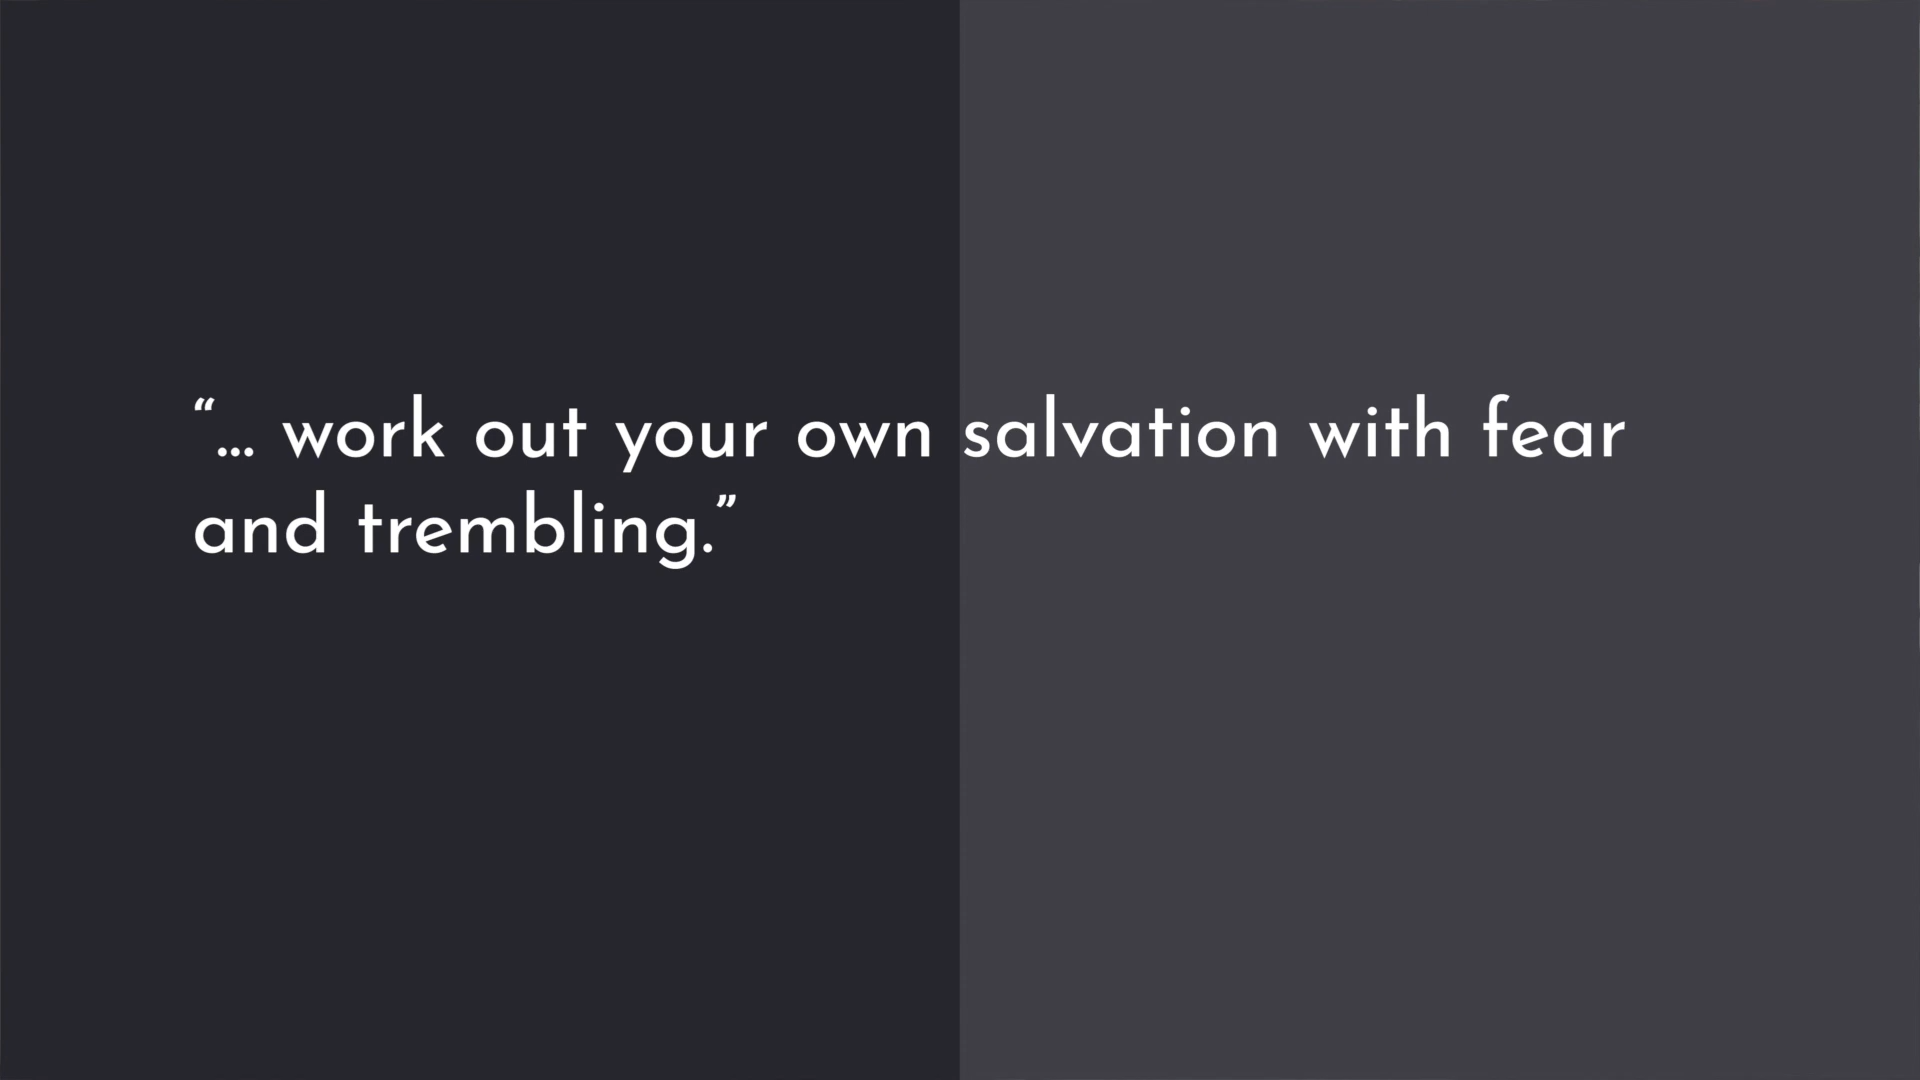 “... work out your own salvation with fear
and trembling.”